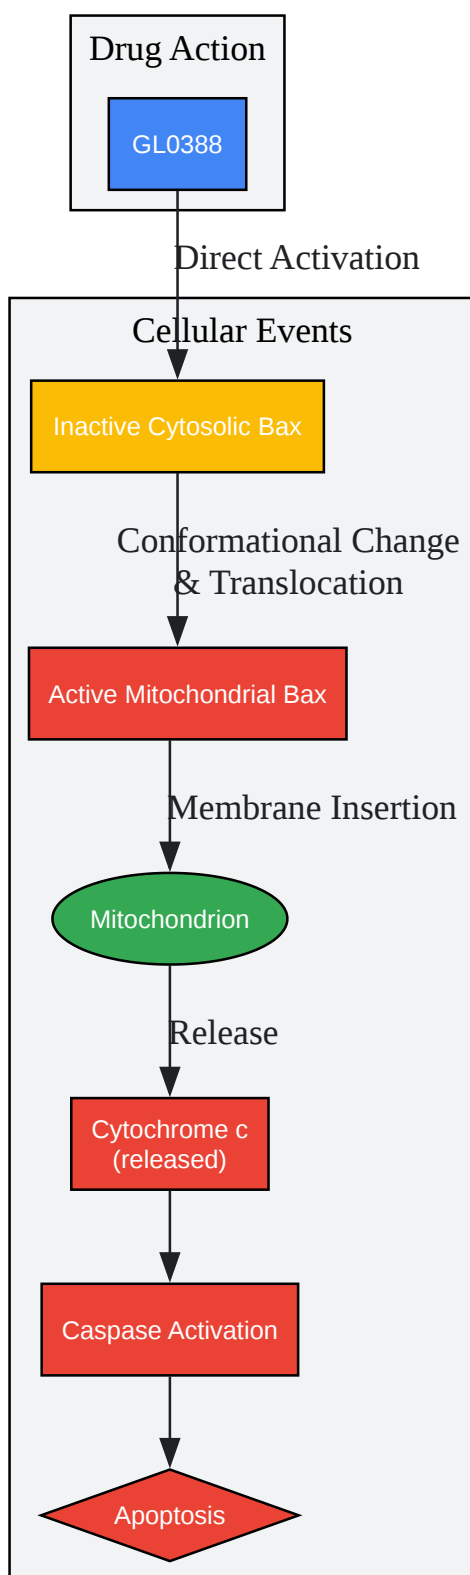 Drug Action
GL0388
Direct Activation
Cellular Events
Inactive Cytosolic Bax
Conformational Change
& Translocation
Active Mitochondrial Bax
Membrane Insertion
Mitochondrion
Release
Cytochrome c
(released)
Caspase Activation
Apoptosis